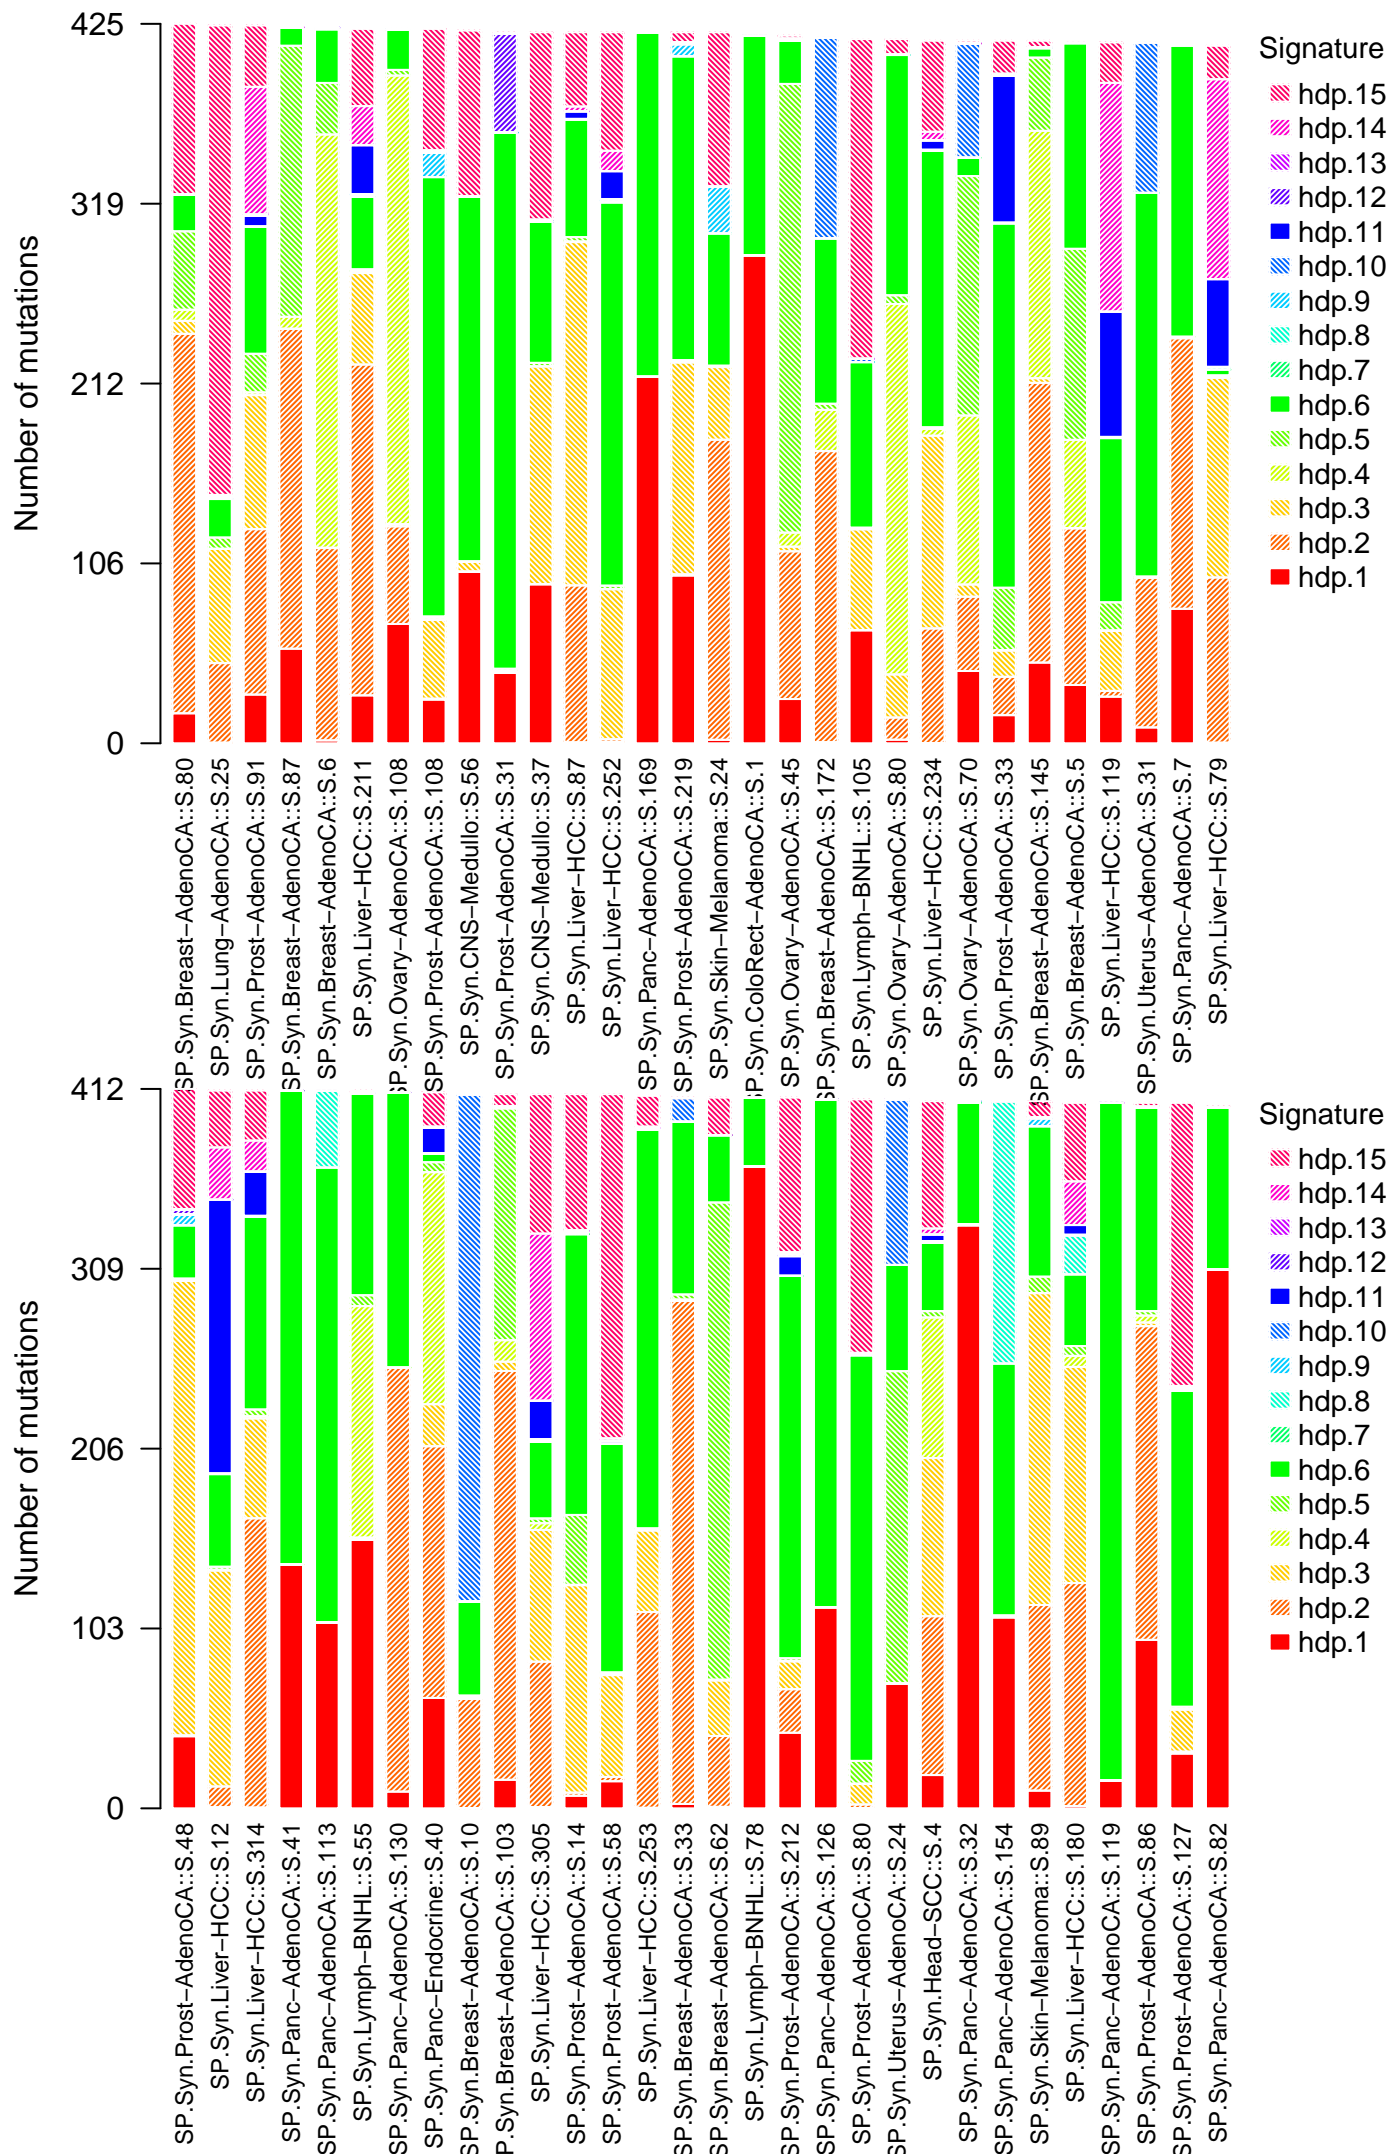 Number of mutations
425
319
212
106
0
Signature
hdp.15
hdp.14
hdp.13
hdp.12
hdp.11
hdp.10
hdp.9
hdp.8
hdp.7
hdp.6
hdp.5
hdp.4
hdp.3
hdp.2
hdp.1
SP.Syn.Breast−AdenoCA::S.80
SP.Syn.Lung−AdenoCA::S.25
SP.Syn.Prost−AdenoCA::S.91
SP.Syn.Breast−AdenoCA::S.87
SP.Syn.Breast−AdenoCA::S.6
SP.Syn.Liver−HCC::S.211
SP.Syn.Ovary−AdenoCA::S.108
SP.Syn.Prost−AdenoCA::S.108
SP.Syn.CNS−Medullo::S.56
SP.Syn.Prost−AdenoCA::S.31
SP.Syn.CNS−Medullo::S.37
SP.Syn.Liver−HCC::S.87
SP.Syn.Liver−HCC::S.252
SP.Syn.Panc−AdenoCA::S.169
SP.Syn.Prost−AdenoCA::S.219
SP.Syn.Skin−Melanoma::S.24
SP.Syn.ColoRect−AdenoCA::S.1
SP.Syn.Ovary−AdenoCA::S.45
SP.Syn.Breast−AdenoCA::S.172
SP.Syn.Lymph−BNHL::S.105
SP.Syn.Ovary−AdenoCA::S.80
SP.Syn.Liver−HCC::S.234
SP.Syn.Ovary−AdenoCA::S.70
SP.Syn.Prost−AdenoCA::S.33
SP.Syn.Breast−AdenoCA::S.145
SP.Syn.Breast−AdenoCA::S.5
SP.Syn.Liver−HCC::S.119
SP.Syn.Uterus−AdenoCA::S.31
SP.Syn.Panc−AdenoCA::S.7
SP.Syn.Liver−HCC::S.79
Number of mutations
412
309
206
103
0
Signature
hdp.15
hdp.14
hdp.13
hdp.12
hdp.11
hdp.10
hdp.9
hdp.8
hdp.7
hdp.6
hdp.5
hdp.4
hdp.3
hdp.2
hdp.1
SP.Syn.Prost−AdenoCA::S.48
SP.Syn.Liver−HCC::S.12
SP.Syn.Liver−HCC::S.314
SP.Syn.Panc−AdenoCA::S.41
SP.Syn.Panc−AdenoCA::S.113
SP.Syn.Lymph−BNHL::S.55
SP.Syn.Panc−AdenoCA::S.130
SP.Syn.Panc−Endocrine::S.40
SP.Syn.Breast−AdenoCA::S.10
SP.Syn.Breast−AdenoCA::S.103
SP.Syn.Liver−HCC::S.305
SP.Syn.Prost−AdenoCA::S.14
SP.Syn.Prost−AdenoCA::S.58
SP.Syn.Liver−HCC::S.253
SP.Syn.Breast−AdenoCA::S.33
SP.Syn.Breast−AdenoCA::S.62
SP.Syn.Lymph−BNHL::S.78
SP.Syn.Prost−AdenoCA::S.212
SP.Syn.Panc−AdenoCA::S.126
SP.Syn.Prost−AdenoCA::S.80
SP.Syn.Uterus−AdenoCA::S.24
SP.Syn.Head−SCC::S.4
SP.Syn.Panc−AdenoCA::S.32
SP.Syn.Panc−AdenoCA::S.154
SP.Syn.Skin−Melanoma::S.89
SP.Syn.Liver−HCC::S.180
SP.Syn.Panc−AdenoCA::S.119
SP.Syn.Prost−AdenoCA::S.86
SP.Syn.Prost−AdenoCA::S.127
SP.Syn.Panc−AdenoCA::S.82